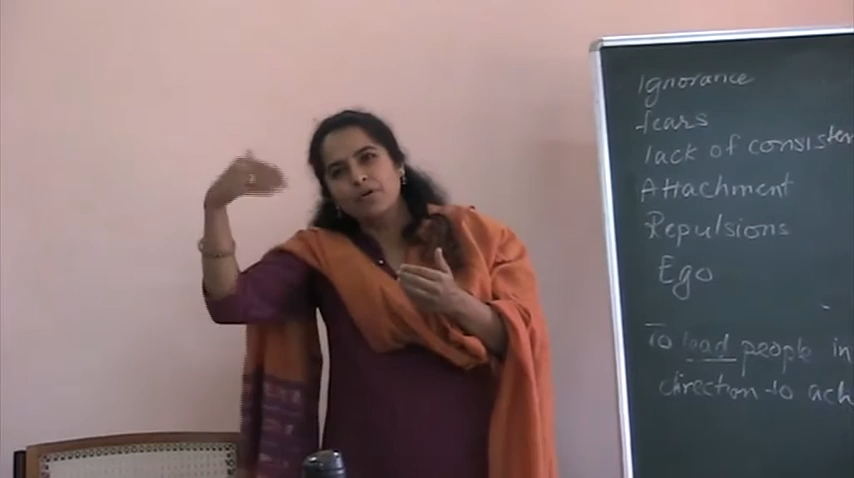 Ignorance
fears
lack of consisten
Attachment
Repulsions
Ego
To lead people in
direction to ach